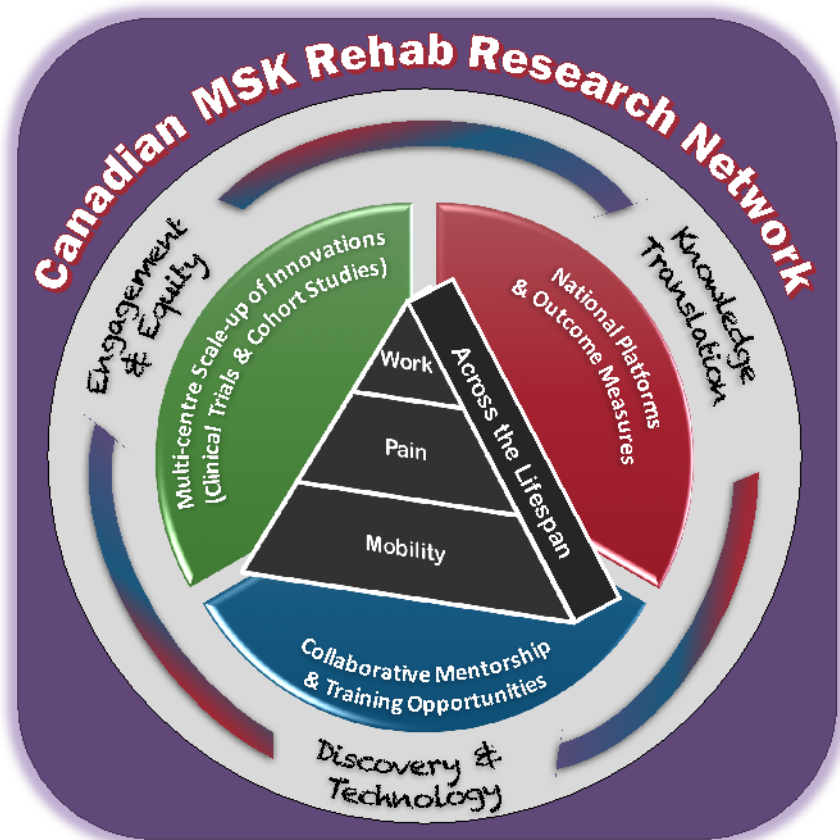 Canadian MSK Rehab Research Network
Engagement
& Equity
Knowledge
Translation
Multi-centre Scale-up of Innovations
(Clinical Trials & Cohort Studies)
National Platforms
& Outcome Measures
Work
Pain
Mobility
Across the Lifespan
Collaborative Mentorship
& Training Opportunities
Discovery &
Technology